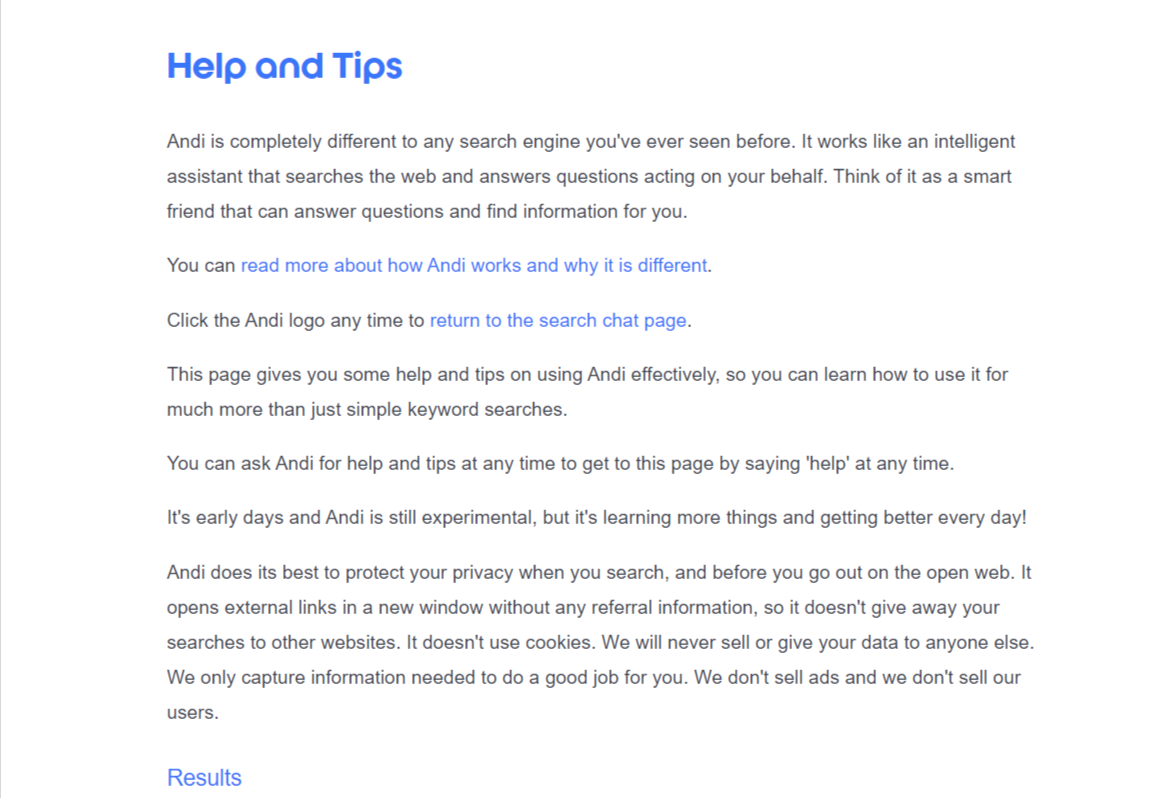 Help and Tips
Andi is completely different to any search engine you've ever seen before. It works like an intelligent
assistant that searches the web and answers questions acting on your behalf. Think of it as a smart
friend that can answer questions and find information for you.
You can read more about how Andi works and why it is different.
Click the Andi logo any time to return to the search chat page.
This page gives you some help and tips on using Andi effectively, so you can learn how to use it for
much more than just simple keyword searches.
You can ask Andi for help and tips at any time to get to this page by saying 'help' at any time.
It's early days and Andi is still experimental, but it's learning more things and getting better every day!
Andi does its best to protect your privacy when you search, and before you go out on the open web. It
opens external links in a new window without any referral information, so it doesn't give away your
searches to other websites. It doesn't use cookies. We will never sell or give your data to anyone else.
We only capture information needed to do a good job for you. We don't sell ads and we don't sell our
users.
Results